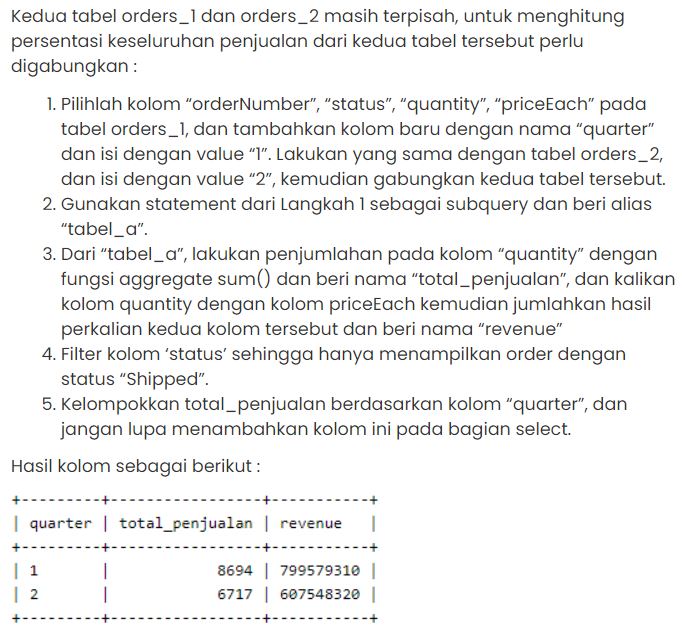 Kedua tabel orders_1 dan orders_2 masih terpisah, untuk menghitung
persentasi keseluruhan penjualan dari kedua tabel tersebut perlu
digabungkan :
1. Pilihlah kolom “orderNumber”, “status”, “quantity”, “priceEach” pada
tabel orders_1, dan tambahkan kolom baru dengan nama “quarter”
dan isi dengan value “1”. Lakukan yang sama dengan tabel orders_2,
dan isi dengan value “2”, kemudian gabungkan kedua tabel tersebut.
2. Gunakan statement dari Langkah 1 sebagai subquery dan beri alias
“tabel_a”.
3. Dari “tabel_a”, lakukan penjumlahan pada kolom “quantity” dengan
fungsi aggregate sum() dan beri nama “total_penjualan”, dan kalikan
kolom quantity dengan kolom priceEach kemudian jumlahkan hasil
perkalian kedua kolom tersebut dan beri nama “revenue”
4. Filter kolom ‘status’ sehingga hanya menampilkan order dengan
status “Shipped”.
5. Kelompokkan total_penjualan berdasarkan kolom “quarter”, dan
jangan lupa menambahkan kolom ini pada bagian select.
Hasil kolom sebagai berikut :
+---------+-----------------+-----------+
| quarter | total_penjualan | revenue   |
+---------+-----------------+-----------+
| 1       |            8694 | 799579310 |
| 2       |            6717 | 607548320 |
+---------+-----------------+-----------+